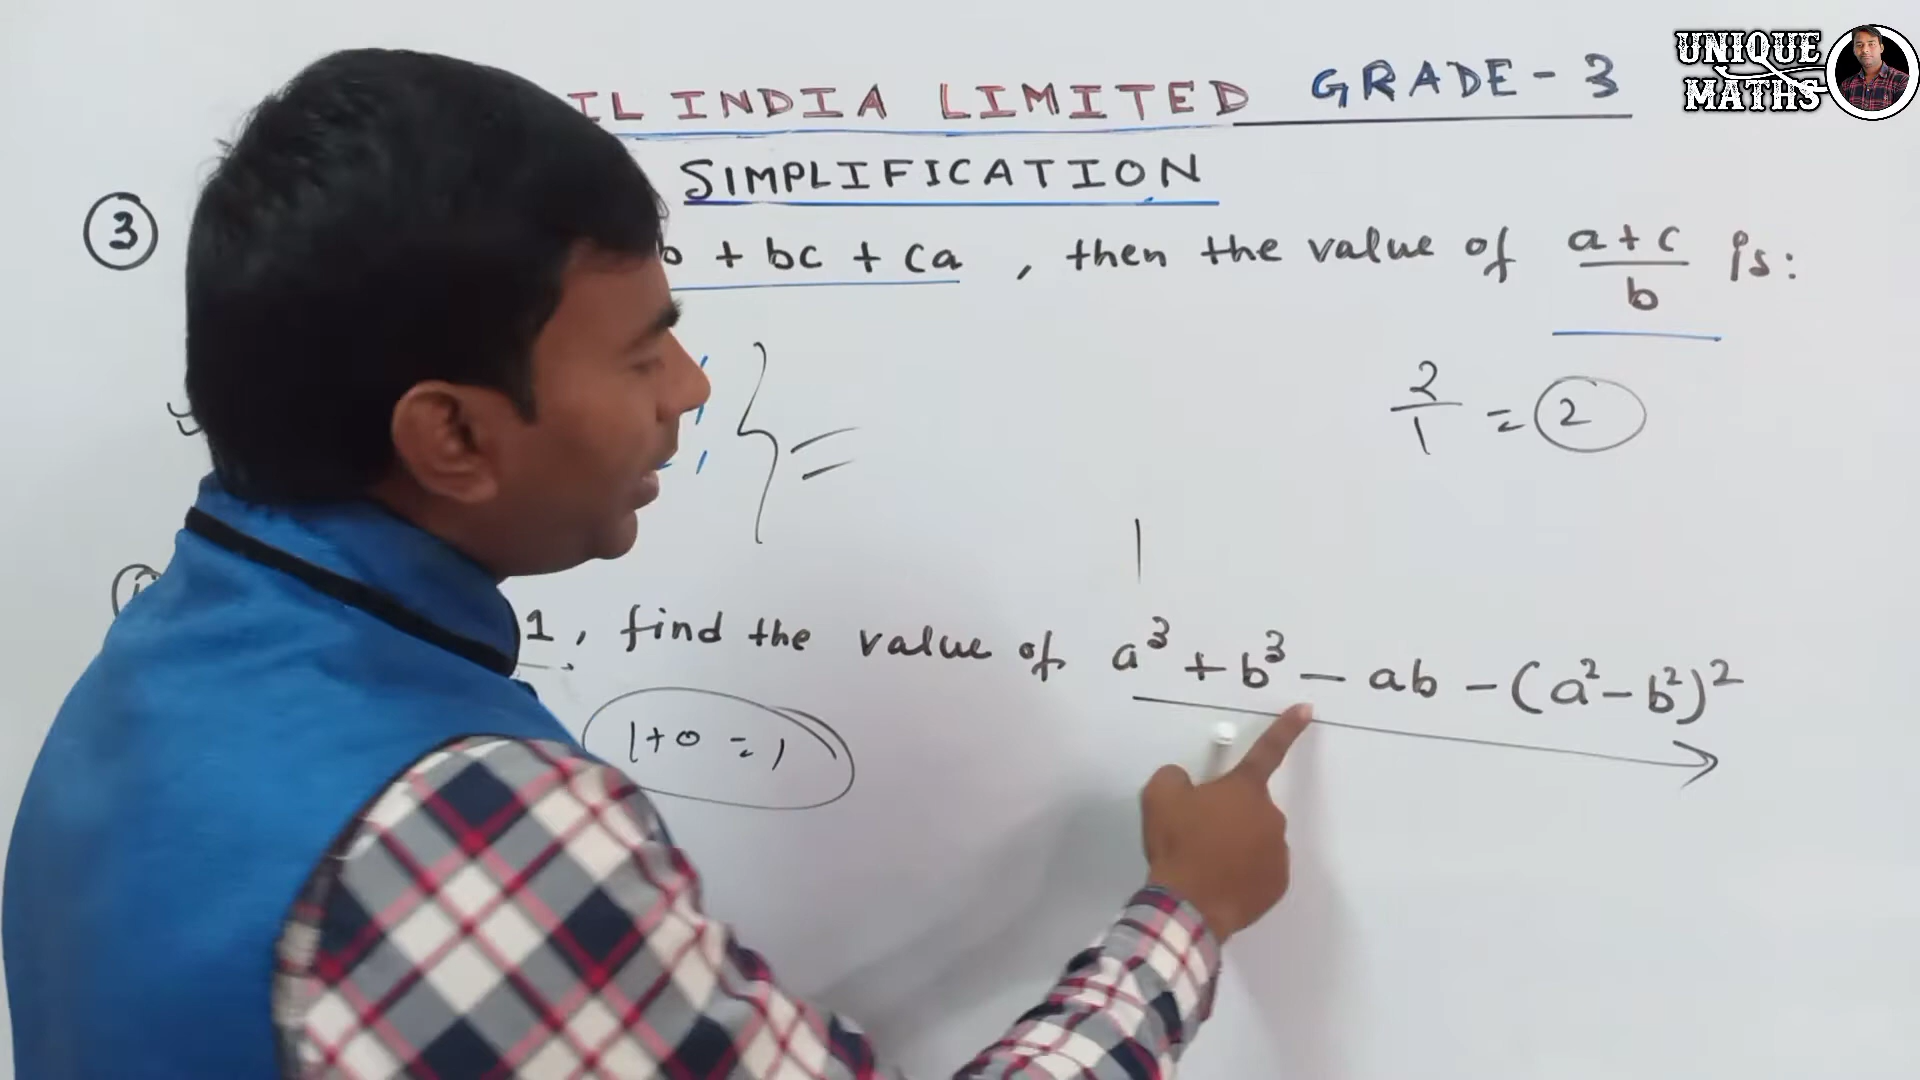 UNIQUE MATHS
IL INDIA LIMITED GRADE - 3
SIMPLIFICATION
③ b + bc + ca , then the value of (a+c)/b is:
} =
2/1 = 2
1
1, find the value of a³ + b³ - ab - (a² - b²)²
1 + 0 = 1